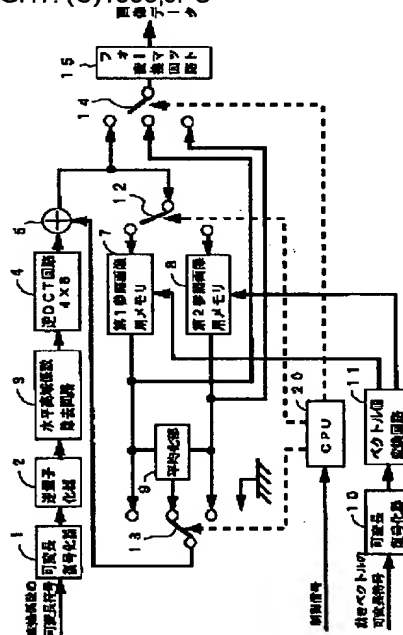 画像データ
15
フォーマット変換回路
14
5
12
4
逆DCT回路
4×8
3
水平高域係数
除去回路
2
逆量子
化器
1
可変長
復号化器
変換係数の
可変長符号
7
第1参照画像
用メモリ
8
第2参照画像
用メモリ
9
平均化部
13
20
CPU
制御信号
11
ベクトル値
変換回路
10
可変長
復号化器
動きベクトルの
可変長符号